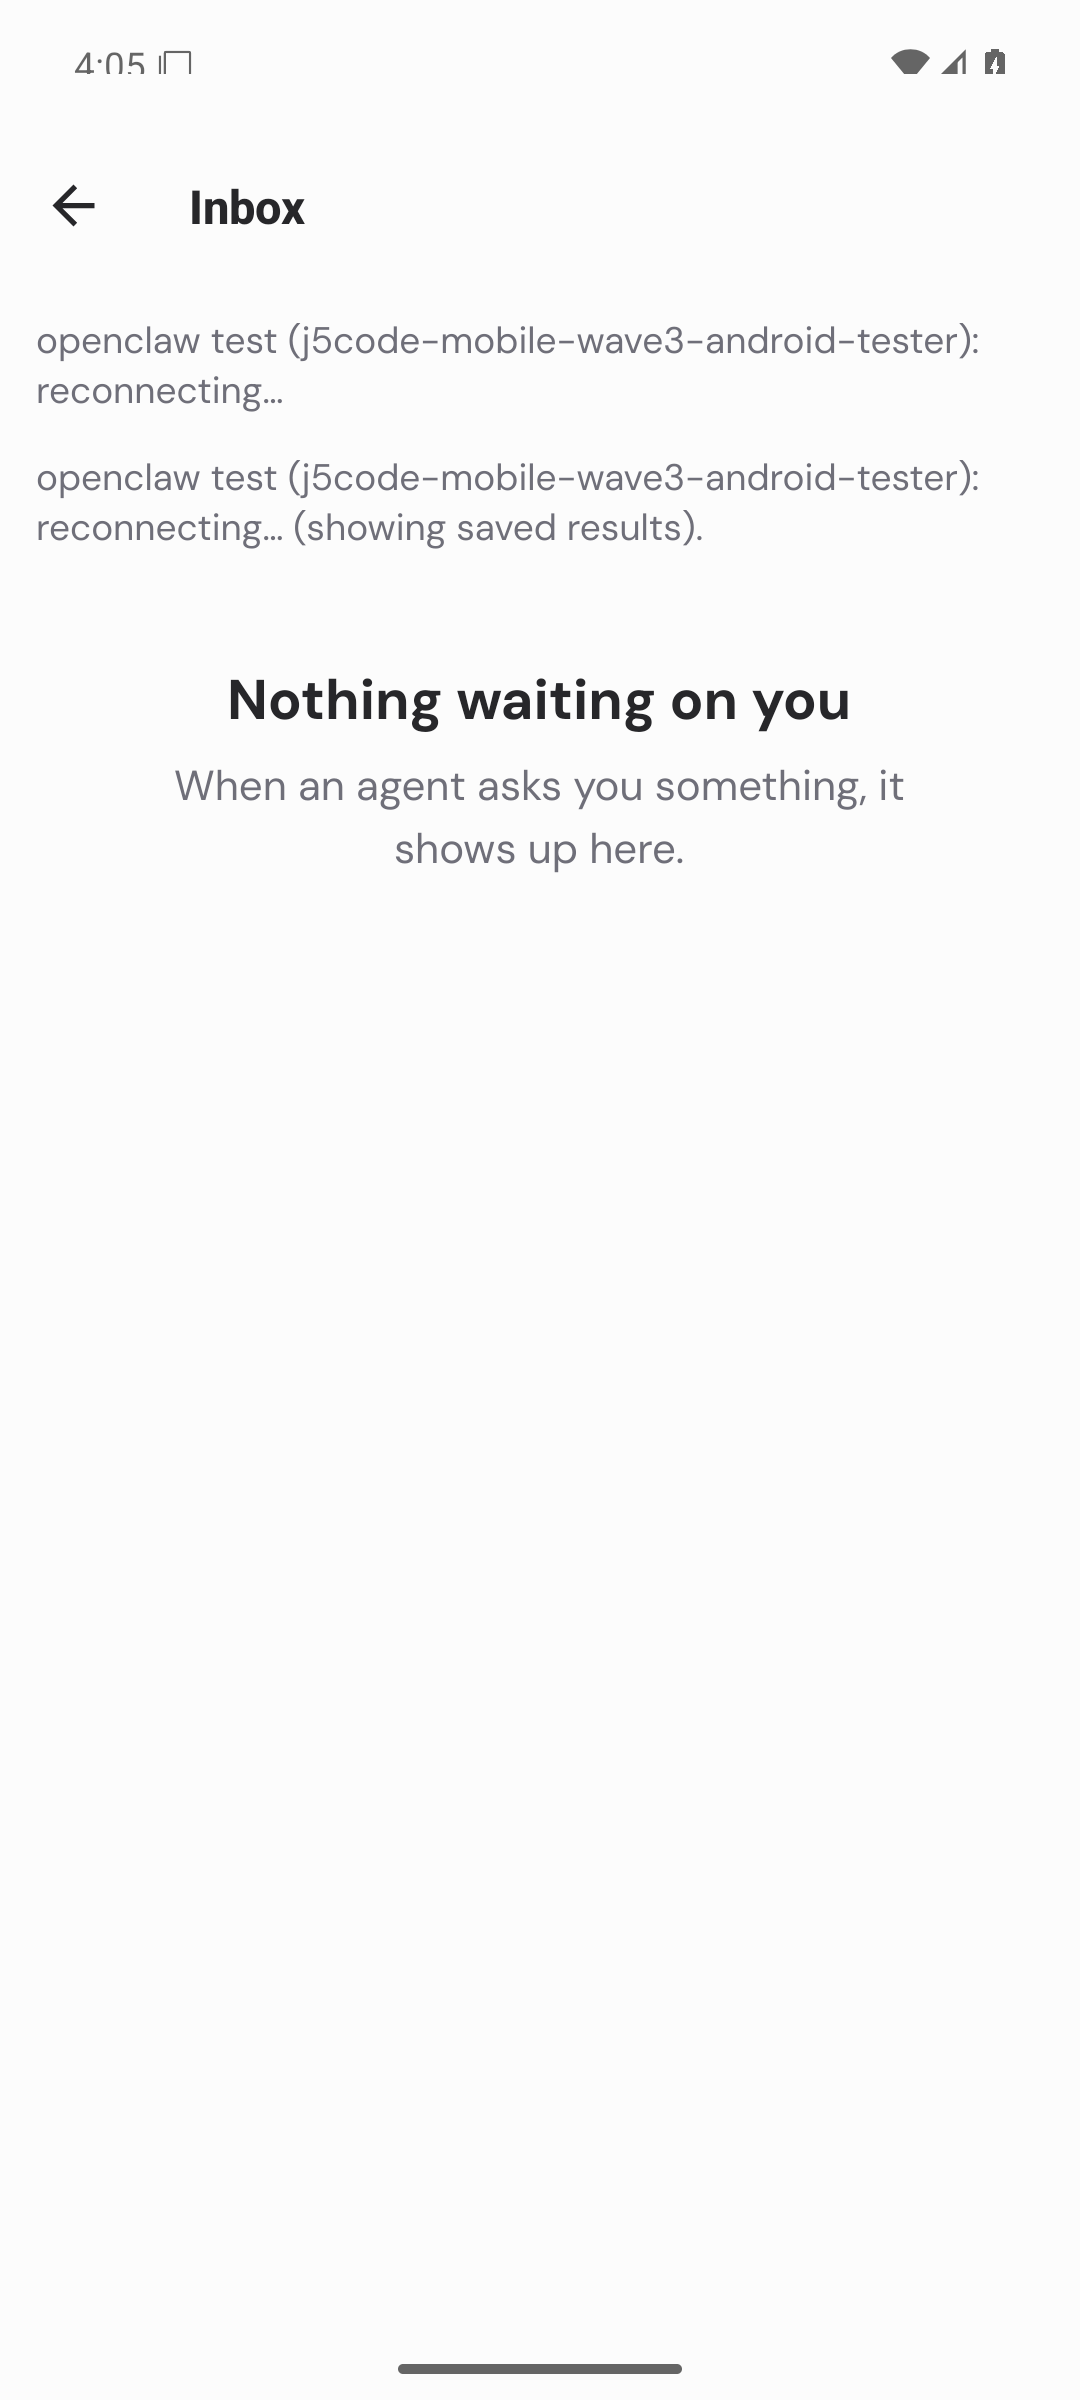 4:05
Inbox
openclaw test (j5code-mobile-wave3-android-tester):
reconnecting…
openclaw test (j5code-mobile-wave3-android-tester):
reconnecting… (showing saved results).
Nothing waiting on you
When an agent asks you something, it
shows up here.